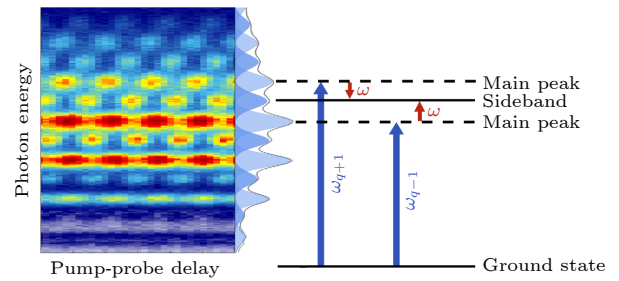 Photon energy
Pump-probe delay
ω
ω
ω_{q+1}
ω_{q−1}
Main peak
Sideband
Main peak
Ground state